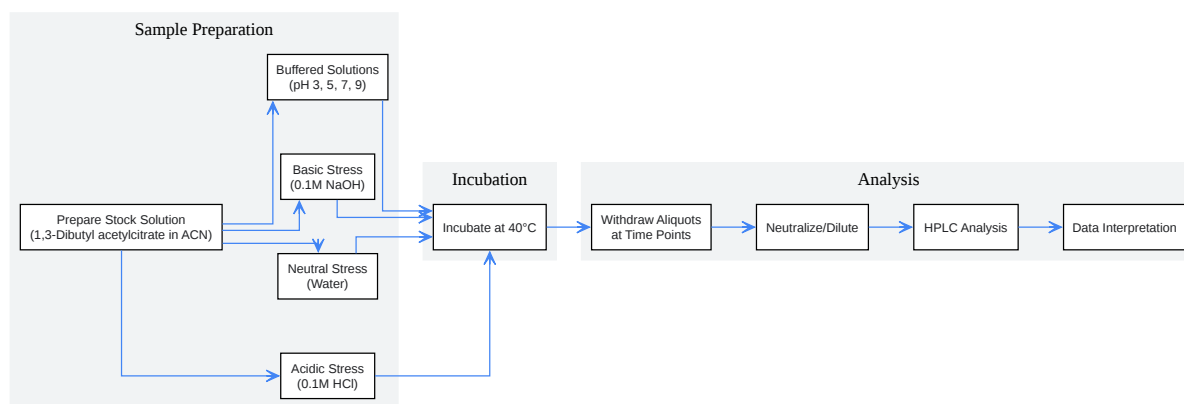 Sample Preparation
Buffered Solutions
(pH 3, 5, 7, 9)
Basic Stress
(0.1M NaOH)
Prepare Stock Solution
(1,3-Dibutyl acetylcitrate in ACN)
Neutral Stress
(Water)
Acidic Stress
(0.1M HCl)
Incubation
Incubate at 40°C
Analysis
Withdraw Aliquots
at Time Points
Neutralize/Dilute
HPLC Analysis
Data Interpretation